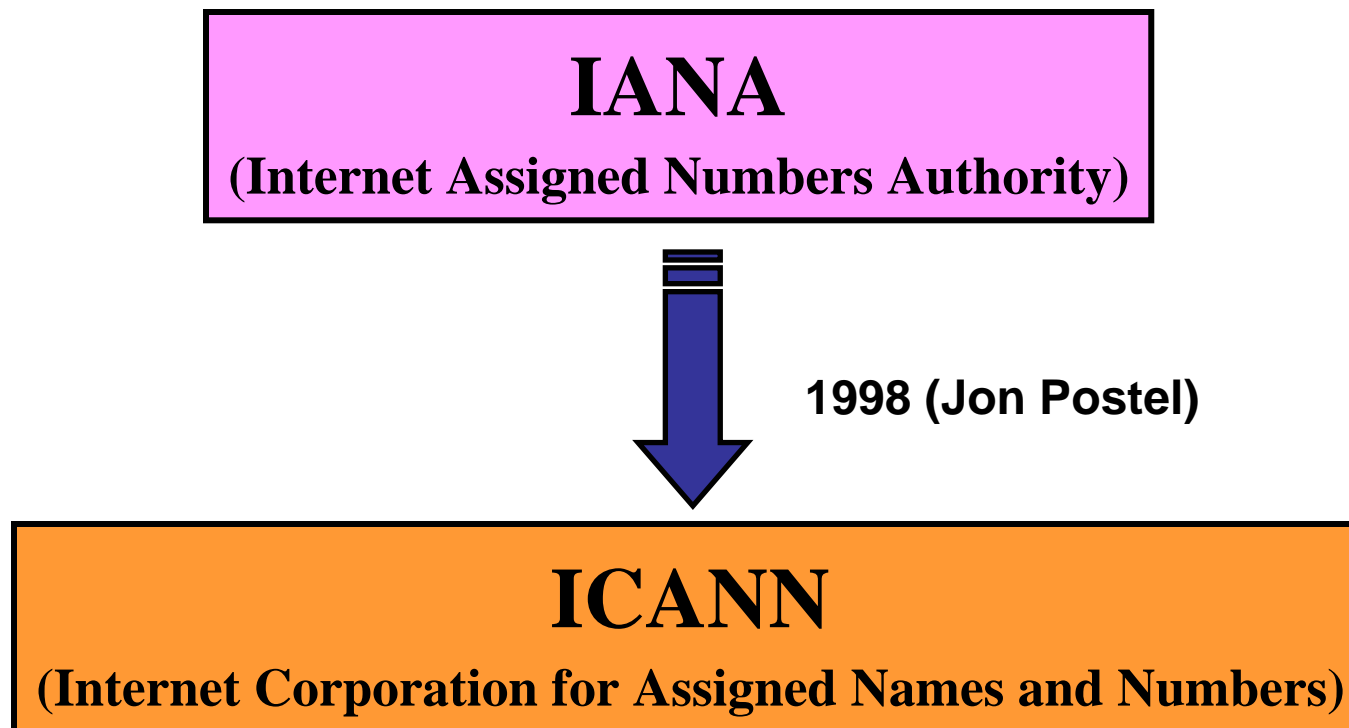 IANA
(Internet Assigned Numbers Authority)
1998 (Jon Postel)
ICANN
(Internet Corporation for Assigned Names and Numbers)